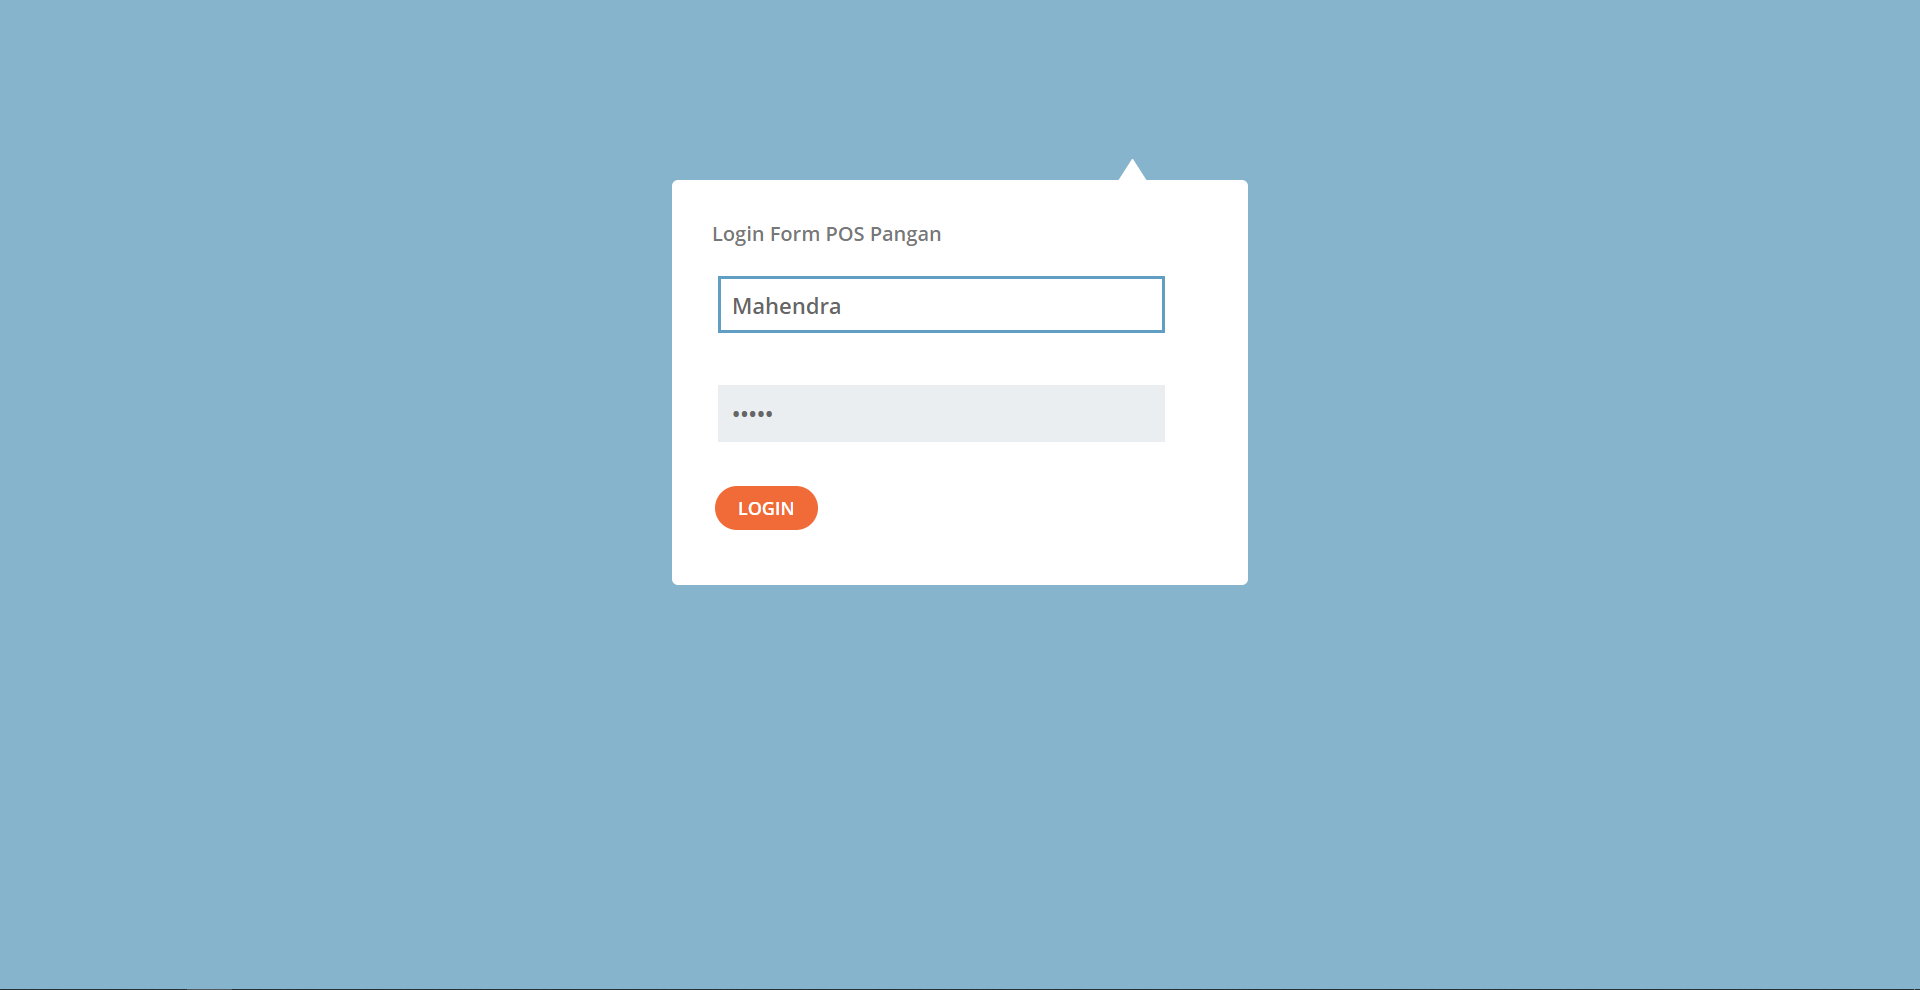 Login Form POS Pangan
Mahendra
•••••
LOGIN